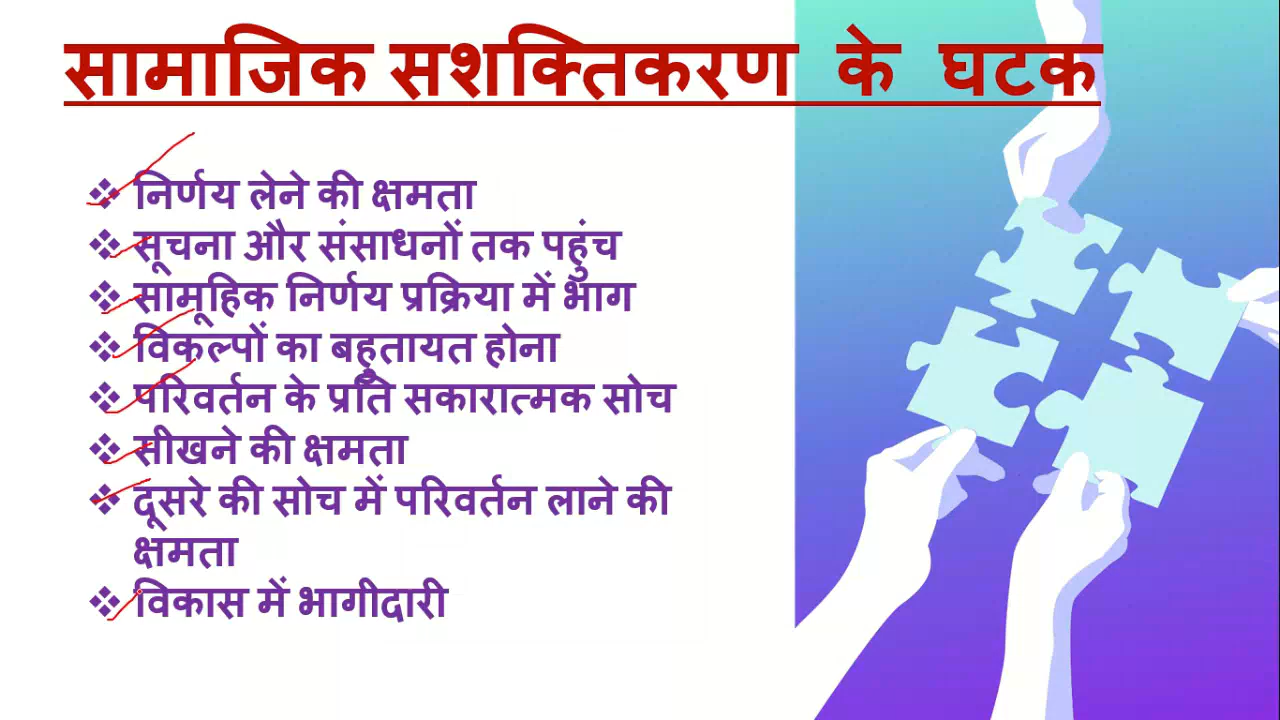 सामाजिक सशक्तिकरण के घटक
❖ निर्णय लेने की क्षमता
❖ सूचना और संसाधनों तक पहुंच
❖ सामूहिक निर्णय प्रक्रिया में भाग
❖ विकल्पों का बहुतायत होना
❖ परिवर्तन के प्रति सकारात्मक सोच
❖ सीखने की क्षमता
❖ दूसरे की सोच में परिवर्तन लाने की
क्षमता
❖ विकास में भागीदारी